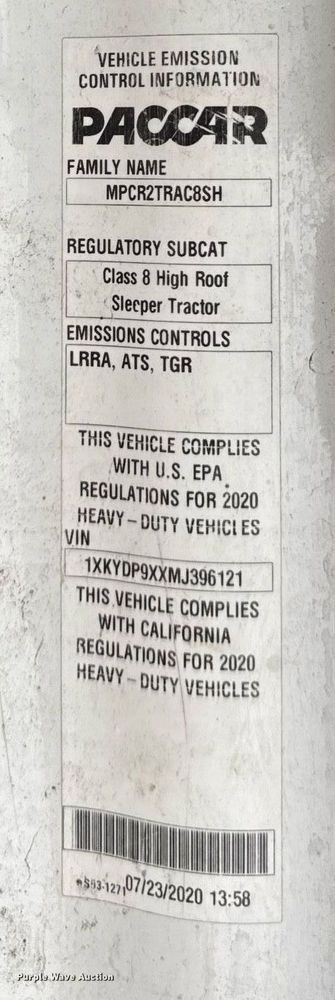 VEHICLE EMISSION
CONTROL INFORMATION
PACCAR
FAMILY NAME
MPCR2TRAC8SH
REGULATORY SUBCAT
Class 8 High Roof
Sleeper Tractor
EMISSIONS CONTROLS
LRRA, ATS, TGR
THIS VEHICLE COMPLIES
WITH U.S. EPA
REGULATIONS FOR 2020
HEAVY-DUTY VEHICLES
VIN
1XKYDP9XXMJ396121
THIS VEHICLE COMPLIES
WITH CALIFORNIA
REGULATIONS FOR 2020
HEAVY-DUTY VEHICLES
07/23/2020 13:58
Purple Wave Auction